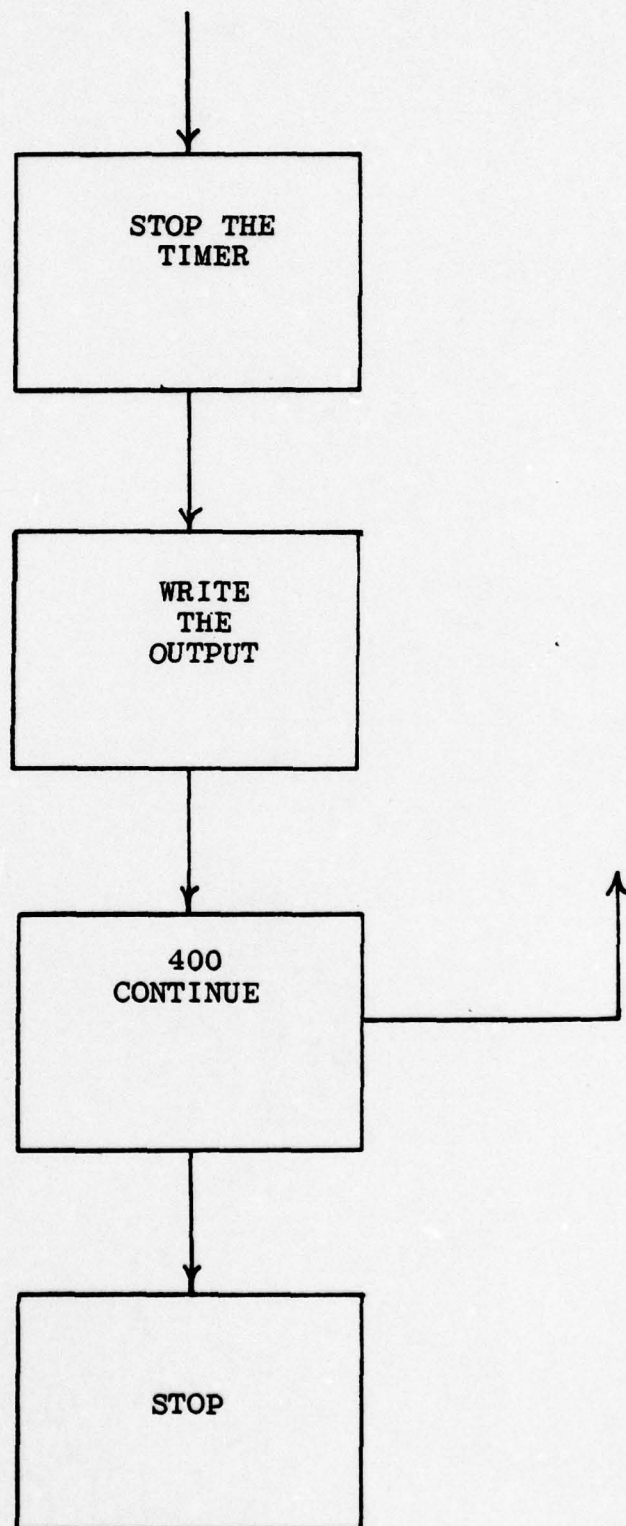 STOP THE
TIMER
WRITE
THE
OUTPUT
400
CONTINUE
STOP